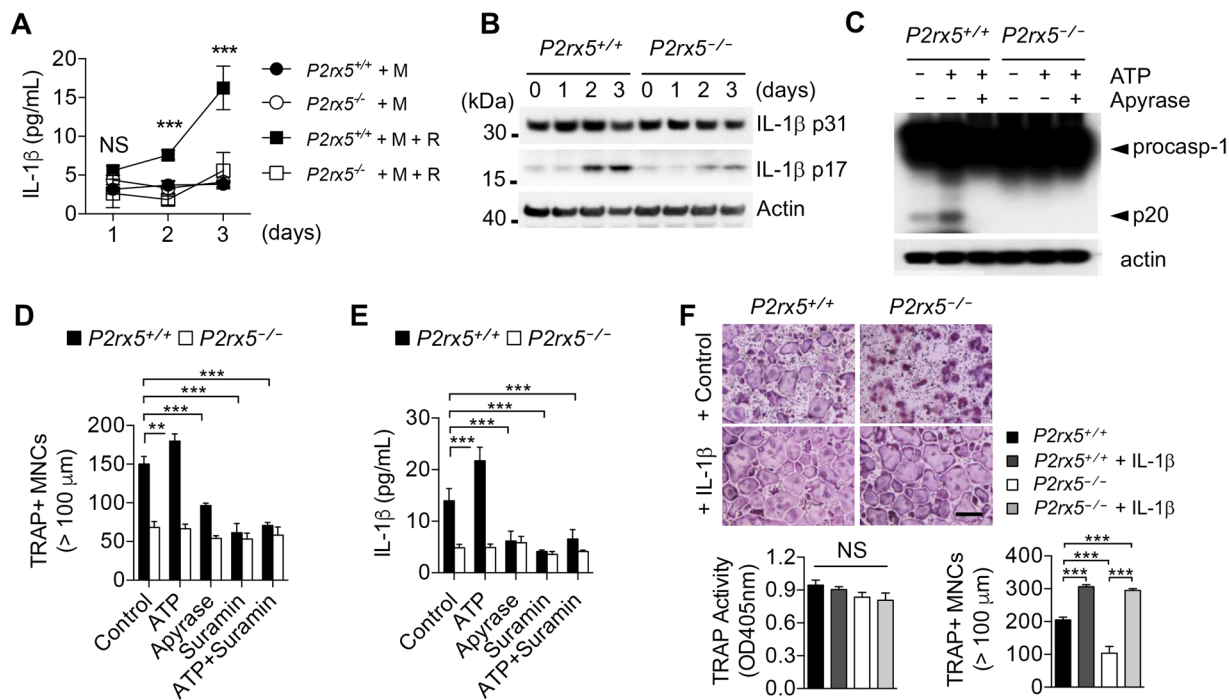 A
IL-1β (pg/mL)
20
15
10
5
0
NS
***
***
1 2 3 (days)
P2rx5+/+ + M
P2rx5-/- + M
P2rx5+/+ + M + R
P2rx5-/- + M + R
B
P2rx5+/+ P2rx5−/−
(kDa) 0 1 2 3 0 1 2 3 (days)
30 IL-1β p31
15 IL-1β p17
40 Actin
C
P2rx5+/+ P2rx5−/−
− + + − + + ATP
+ + Apyrase
procasp-1
p20
actin
D
P2rx5+/+ P2rx5−/−
***
***
***
**
TRAP+ MNCs
(> 100 μm)
200
150
100
50
0
Control
ATP
Apyrase
Suramin
ATP+Suramin
E
P2rx5+/+ P2rx5−/−
***
***
***
***
IL-1β (pg/mL)
30
20
10
0
Control
ATP
Apyrase
Suramin
ATP+Suramin
F
P2rx5+/+ P2rx5−/−
+ Control
+ IL-1β
P2rx5+/+
P2rx5+/+ + IL-1β
P2rx5−/−
P2rx5−/− + IL-1β
TRAP Activity
(OD405nm)
1.2
0.9
0.6
0.3
0.0
NS
TRAP+ MNCs
(> 100 μm)
400
300
200
100
0
***
***
*** ***